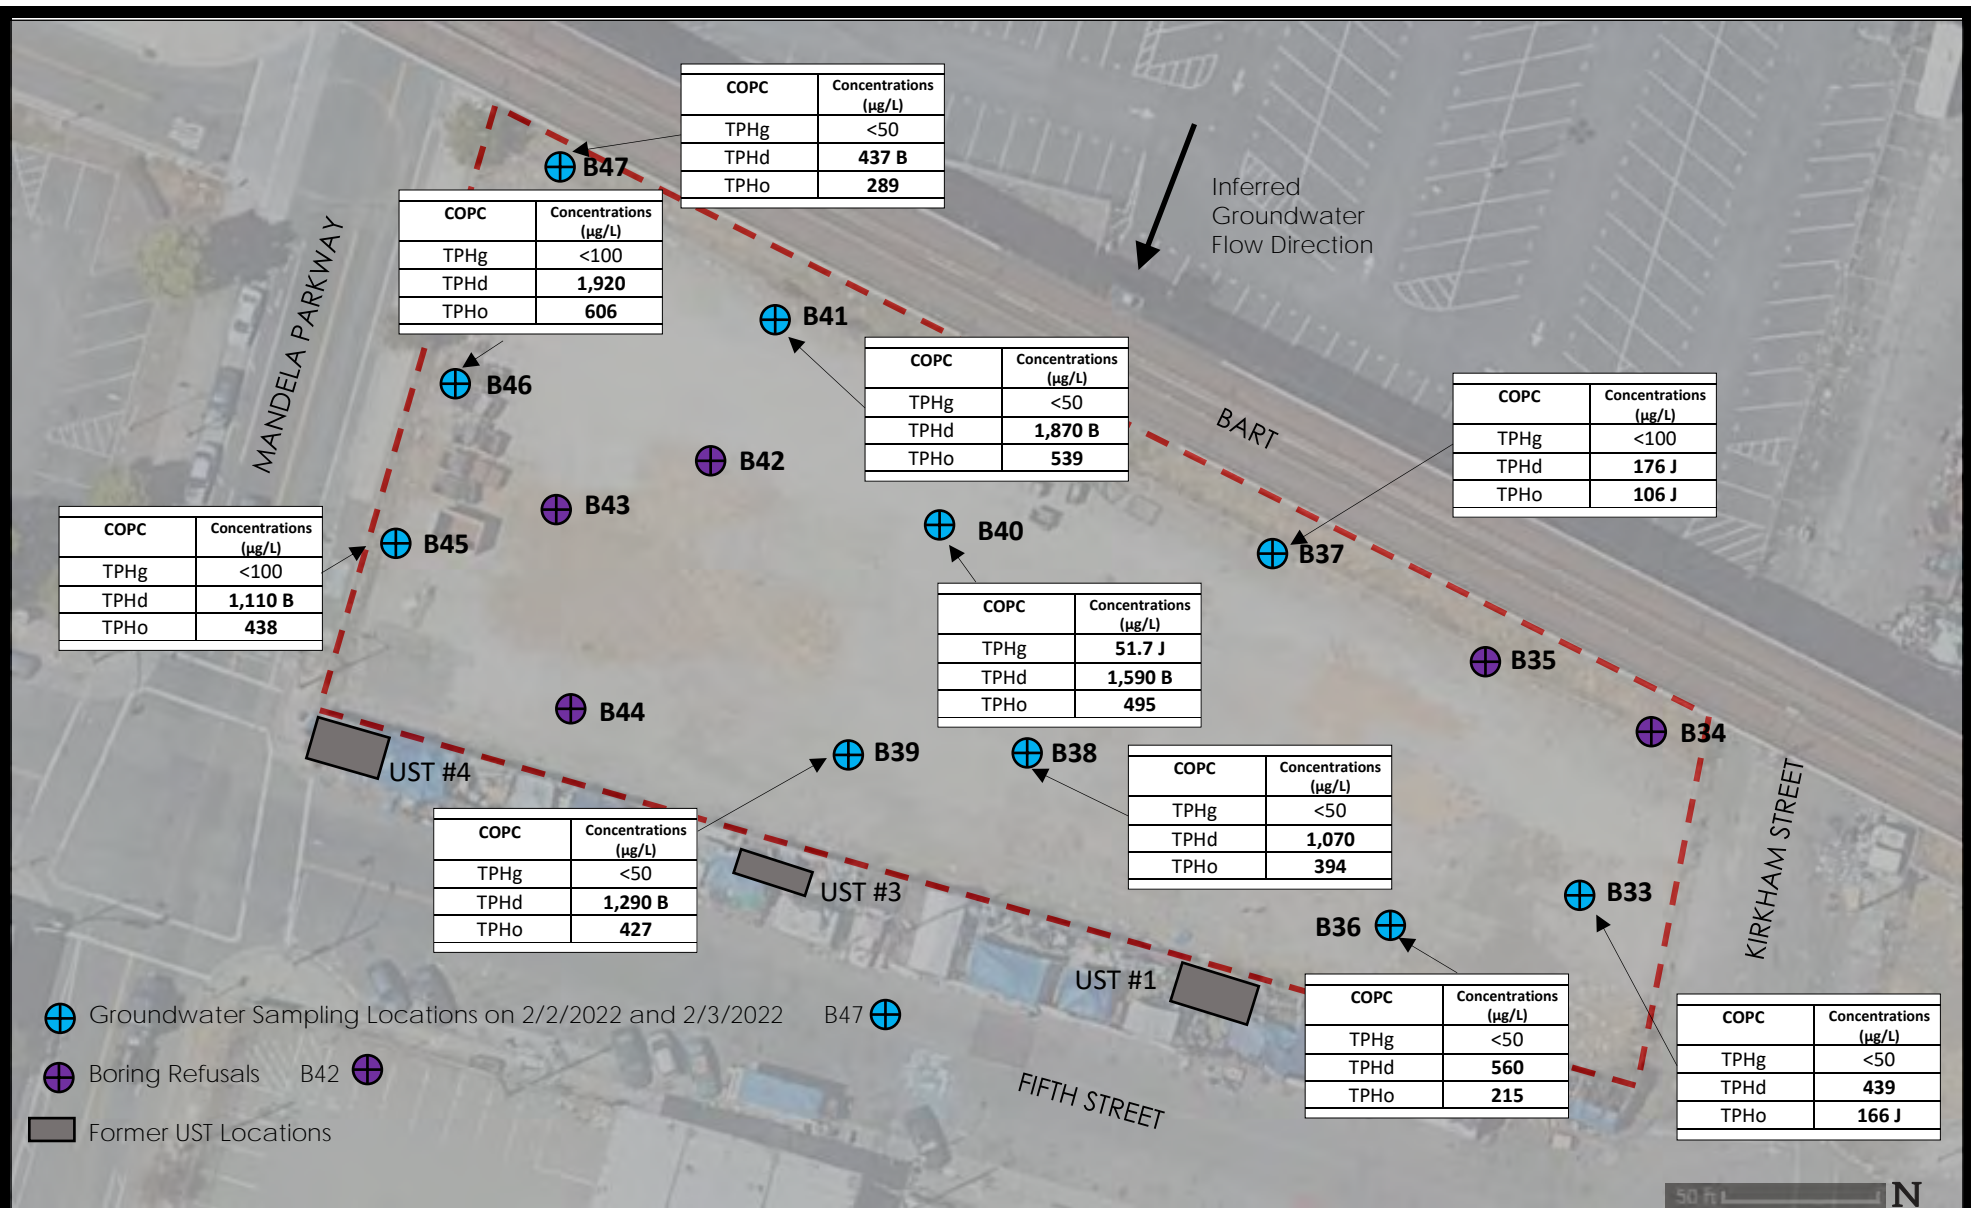 COPC Concentrations (µg/L)
TPHg <50
TPHd 437 B
TPHo 289
B47
Inferred
Groundwater
Flow Direction
COPC Concentrations (µg/L)
TPHg <100
TPHd 1,920
TPHo 606
MANDELA PARKWAY
B41
B46
COPC Concentrations (µg/L)
TPHg <50
TPHd 1,870 B
TPHo 539
BART
COPC Concentrations (µg/L)
TPHg <100
TPHd 176 J
TPHo 106 J
B42
B43
B40
B37
B45
COPC Concentrations (µg/L)
TPHg <100
TPHd 1,110 B
TPHo 438
COPC Concentrations (µg/L)
TPHg 51.7 J
TPHd 1,590 B
TPHo 495
B35
B44
B34
UST #4
B39
B38
COPC Concentrations (µg/L)
TPHg <50
TPHd 1,070
TPHo 394
KIRKHAM STREET
COPC Concentrations (µg/L)
TPHg <50
TPHd 1,290 B
TPHo 427
UST #3
B33
B36
UST #1
COPC Concentrations (µg/L)
TPHg <50
TPHd 560
TPHo 215
COPC Concentrations (µg/L)
TPHg <50
TPHd 439
TPHo 166 J
Groundwater Sampling Locations on 2/2/2022 and 2/3/2022 B47
Boring Refusals B42
Former UST Locations
FIFTH STREET
50 ft
N